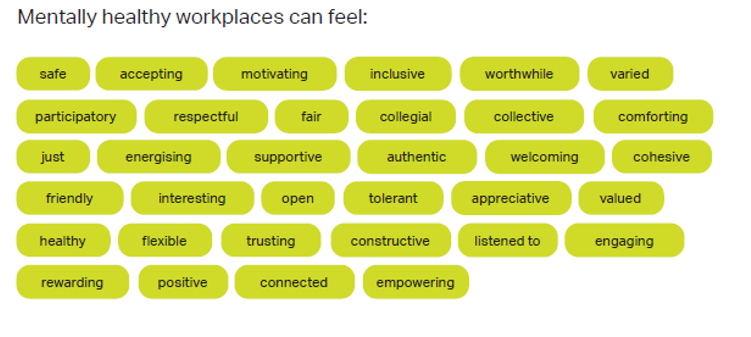 Mentally healthy workplaces can feel:
safe accepting motivating inclusive worthwhile varied
participatory respectful fair collegial collective comforting
just energising supportive authentic welcoming cohesive
friendly interesting open tolerant appreciative valued
healthy flexible trusting constructive listened to engaging
rewarding positive connected empowering